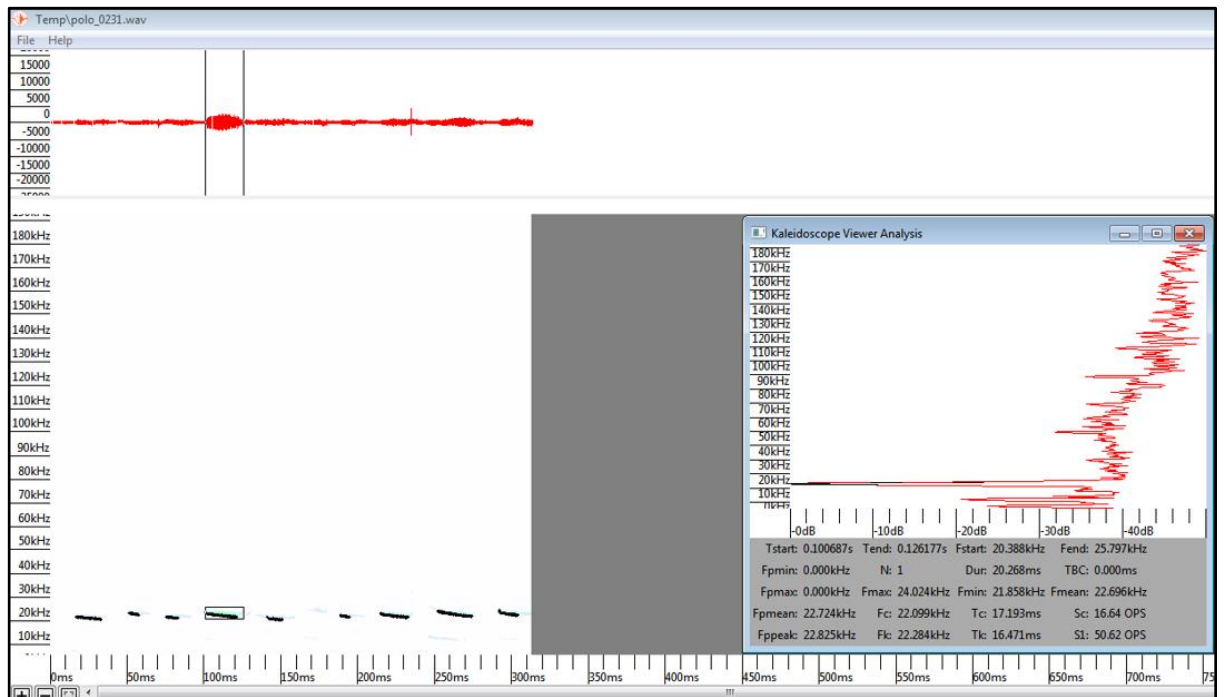 Temp\polo_0231.wav
File Help
15000
10000
5000
0
-5000
-10000
-15000
-20000
180kHz
170kHz
160kHz
150kHz
140kHz
130kHz
120kHz
110kHz
100kHz
90kHz
80kHz
70kHz
60kHz
50kHz
40kHz
30kHz
20kHz
10kHz
0ms 50ms 100ms 150ms 200ms 250ms 300ms 350ms 400ms 450ms 500ms 550ms 600ms 650ms 700ms
Kaleidoscope Viewer Analysis
180kHz
170kHz
160kHz
150kHz
140kHz
130kHz
120kHz
110kHz
100kHz
90kHz
80kHz
70kHz
60kHz
50kHz
40kHz
30kHz
20kHz
10kHz
0kHz
-0dB -10dB -20dB -30dB -40dB
Tstart: 0.100687s Tend: 0.126177s Fstart: 20.388kHz Fend: 25.797kHz
Fpmin: 0.000kHz N: 1 Dur: 20.268ms TBC: 0.000ms
Fpmax: 0.000kHz Fmax: 24.024kHz Fmin: 21.858kHz Fmean: 22.696kHz
Fpmean: 22.724kHz Fc: 22.099kHz Tc: 17.193ms Sc: 16.64 OPS
Fppeak: 22.825kHz Fk: 22.284kHz Tk: 16.471ms S1: 50.62 OPS